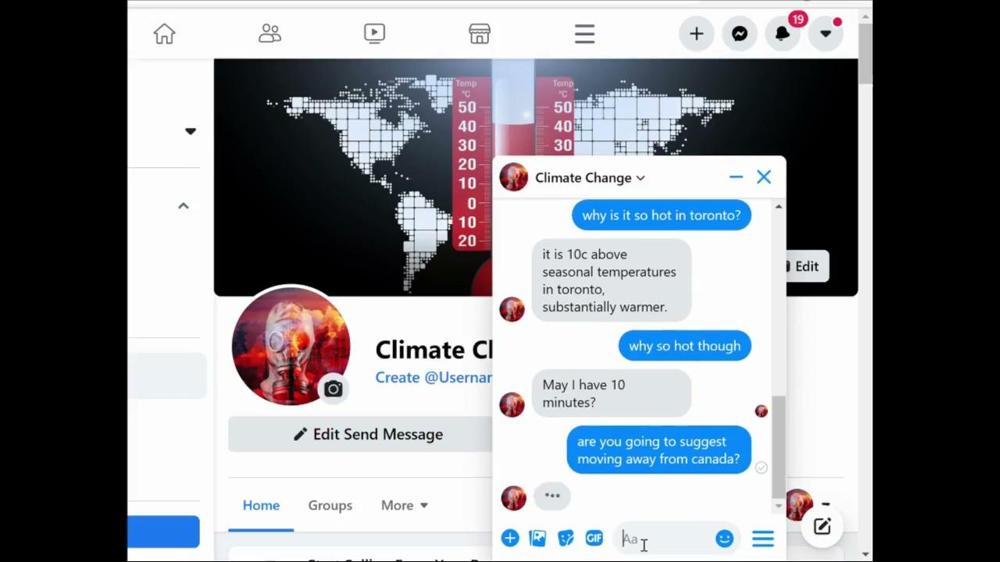 19
Temp
°C
50
40
30
20
10
0
10
20
Temp
°C
50
40
30
Climate Change
why is it so hot in toronto?
it is 10c above
seasonal temperatures
in toronto,
substantially warmer.
why so hot though
May I have 10
minutes?
are you going to suggest
moving away from canada?
Aa
GIF
Edit
Climate Cl
Create @Usernar
Edit Send Message
Home
Groups
More